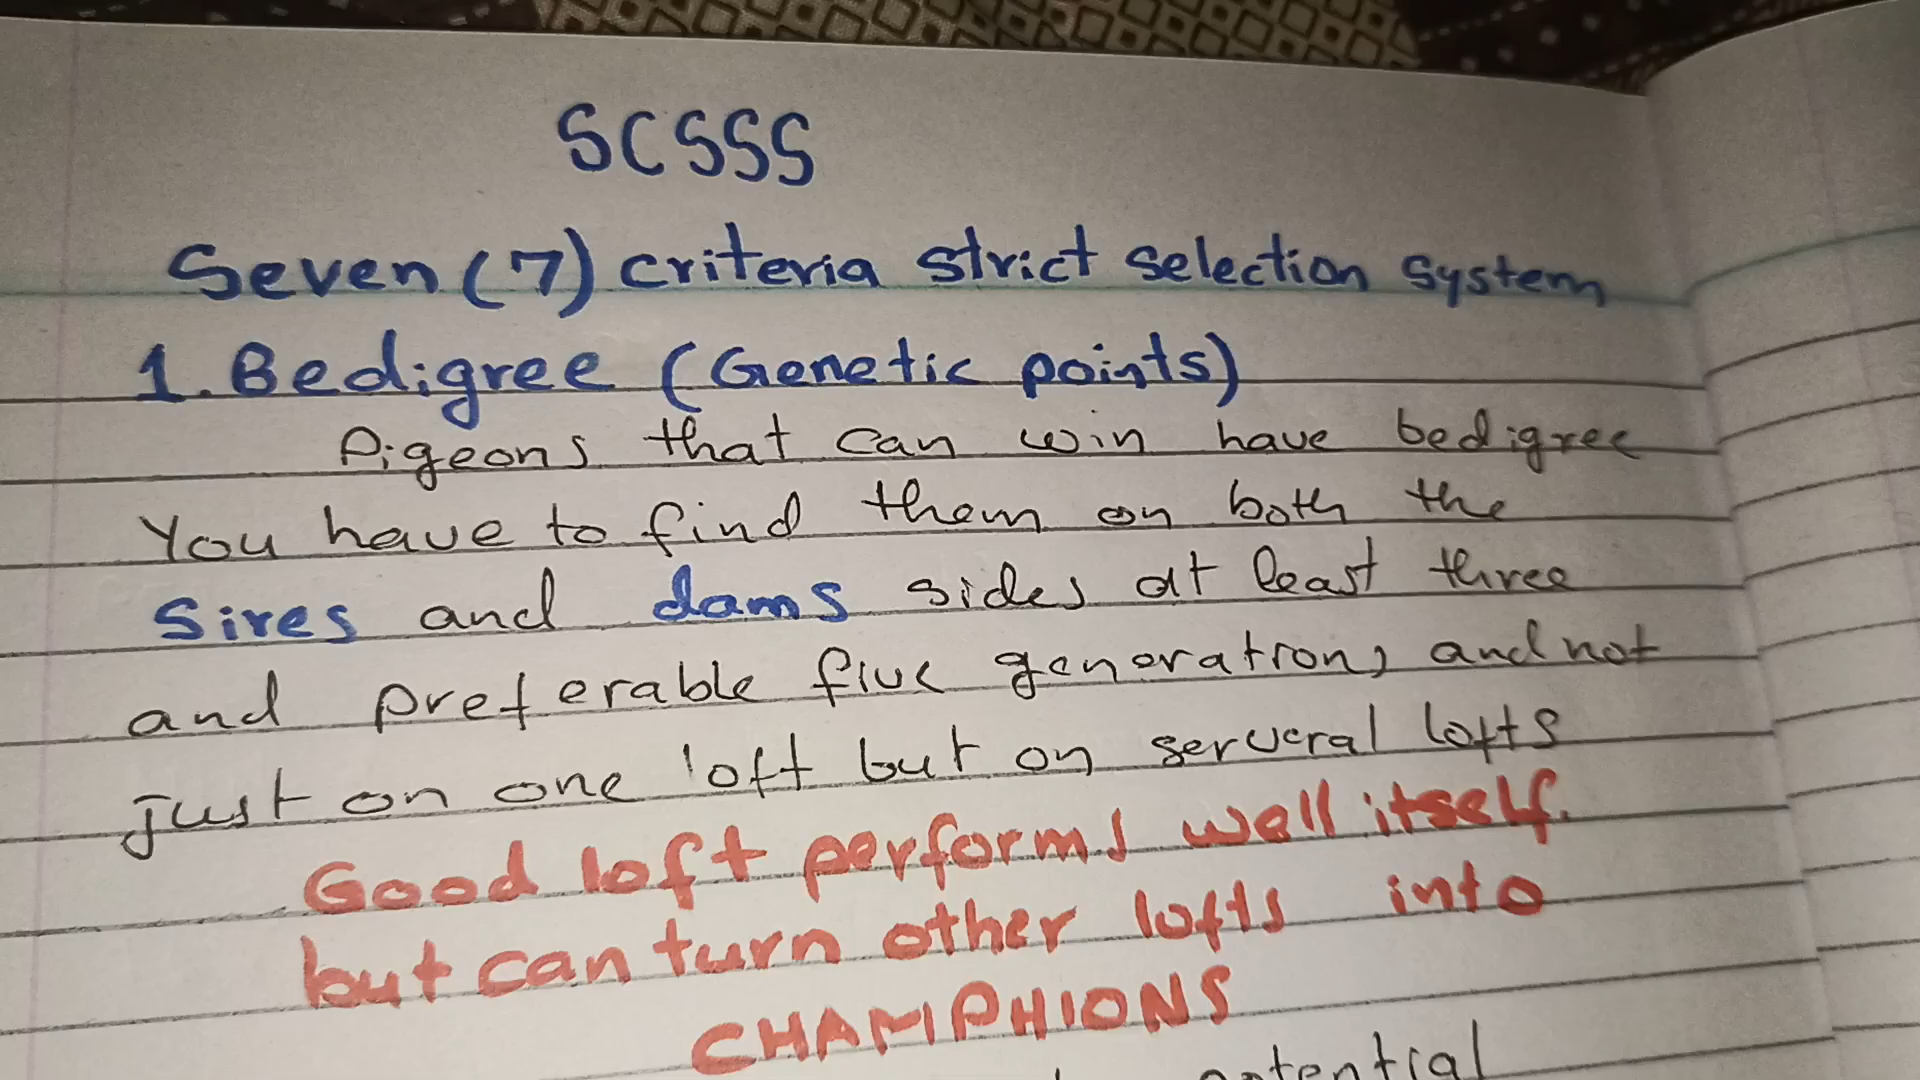 SCSSS
Seven (7) criteria strict selection system
1. Bedigree (Genetic points)
Pigeons that can win have bedigree
You have to find them on both the
Sires and dams sides at least three
and preferable five generations and not
just on one loft but on serveral lofts
Good loft performs well itself.
but can turn other lofts into
CHAMPHIONS
potential